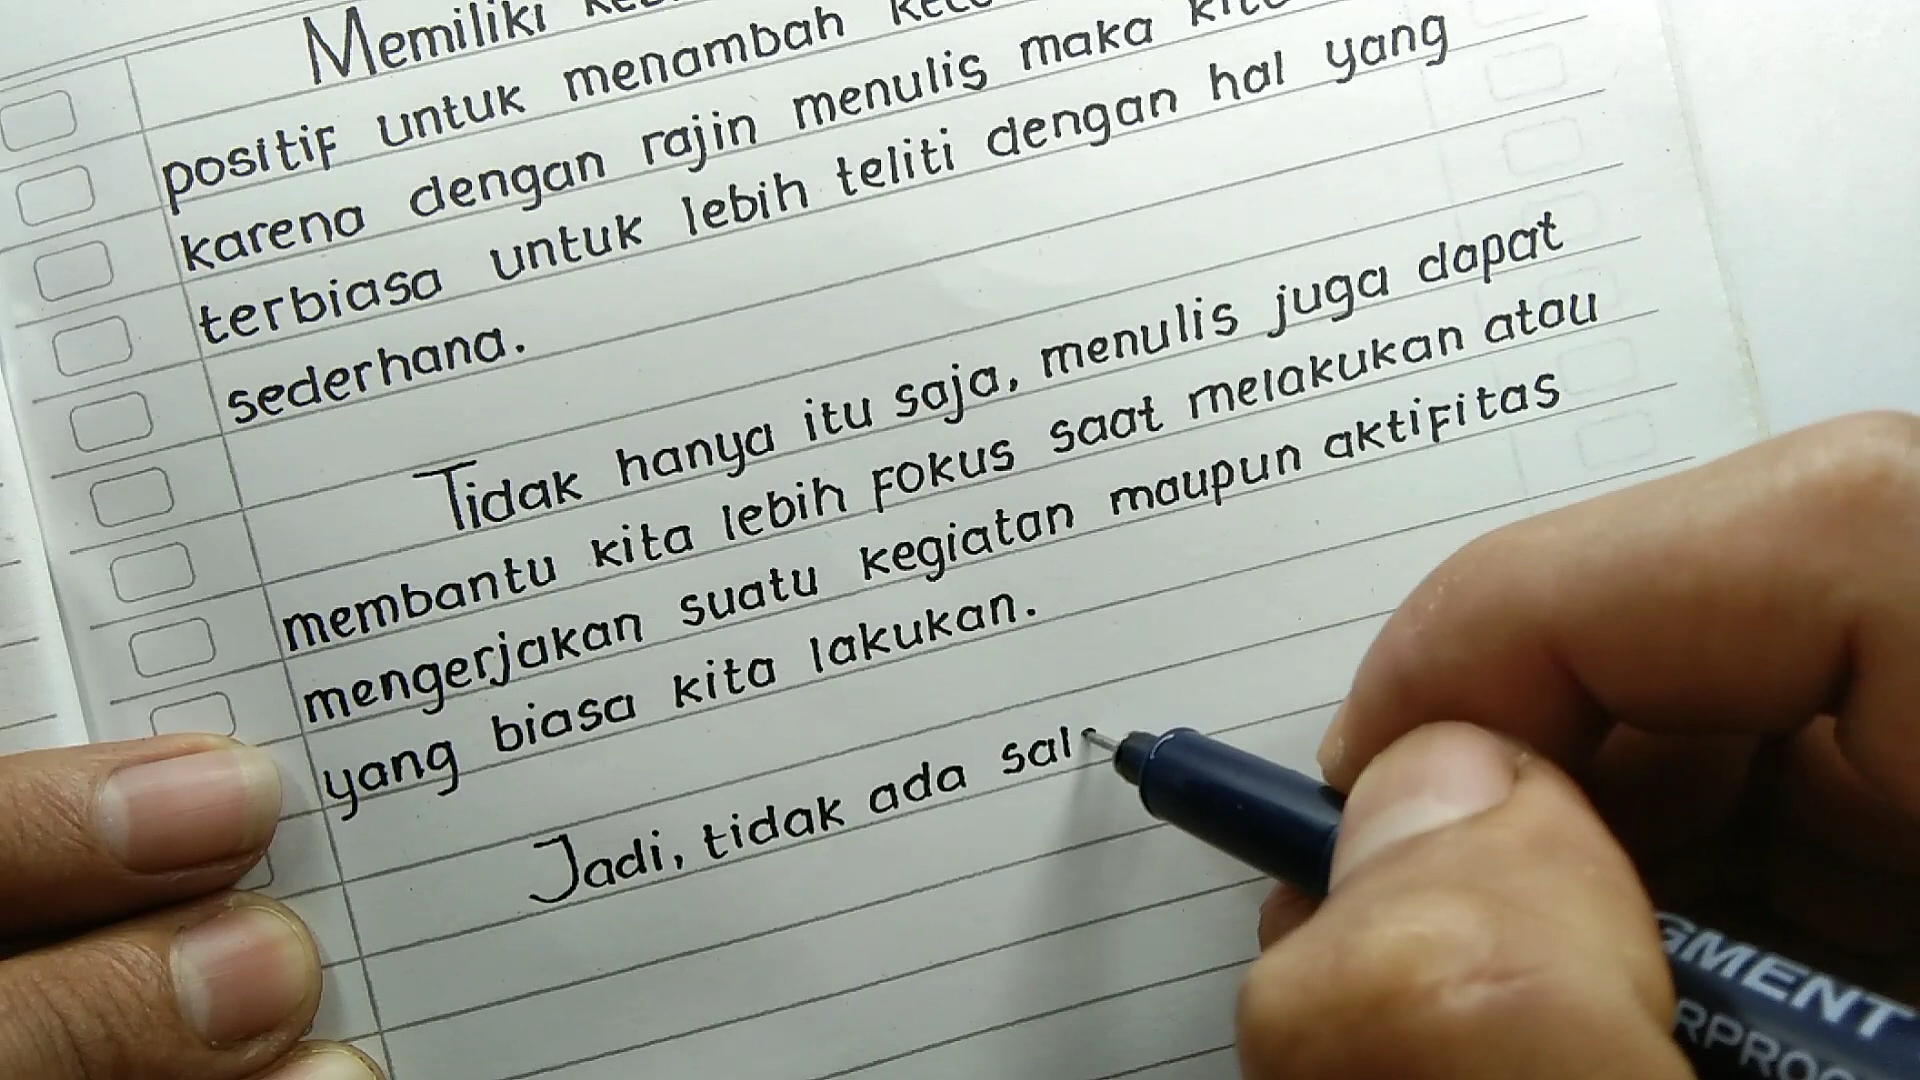 Memiliki
positif untuk menambah
karena dengan rajin menulis maka
terbiasa untuk lebih teliti dengan hal yang
sederhana.
Tidak hanya itu saja, menulis juga dapat
membantu kita lebih fokus saat melakukan atau
mengerjakan suatu kegiatan maupun aktifitas
yang biasa kita lakukan.
Jadi, tidak ada sal